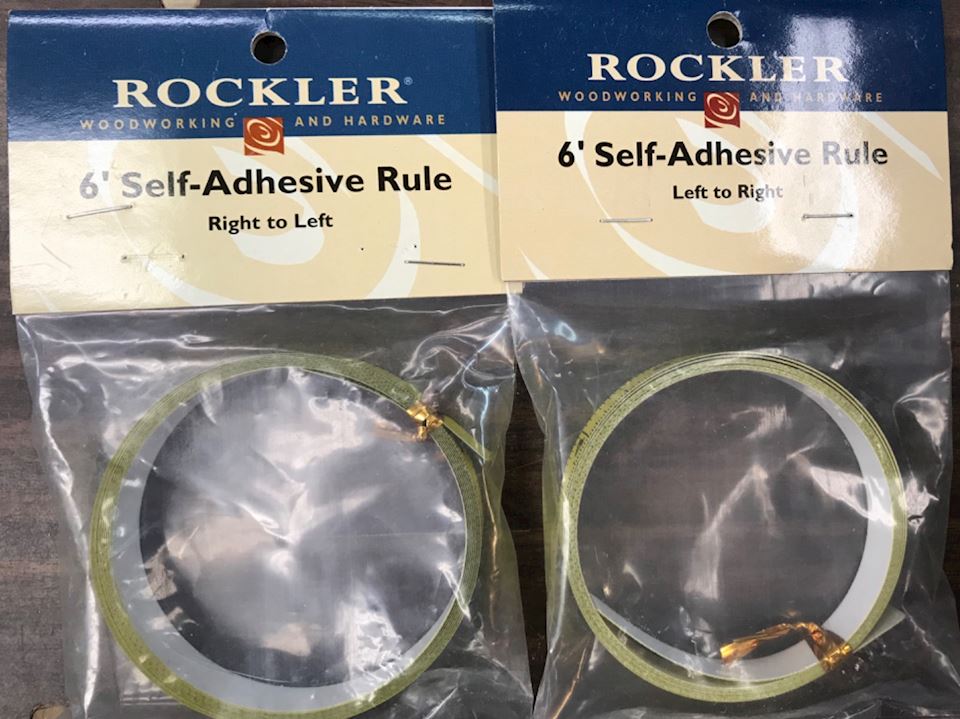 ROCKLER®
WOODWORKING AND HARDWARE
6' Self-Adhesive Rule
Right to Left
ROCKLER
WOODWORKING AND HARDWARE
6' Self-Adhesive Rule
Left to Right